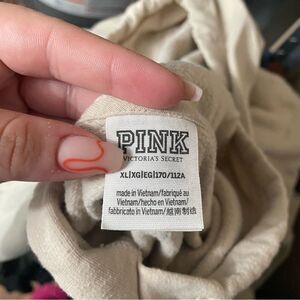 PINK
VICTORIA'S SECRET
XL|XG|EG|170/112A
made in Vietnam/fabriqué au
Vietnam/hecho en Vietnam/
fabbricato in Vietnam/越南制造